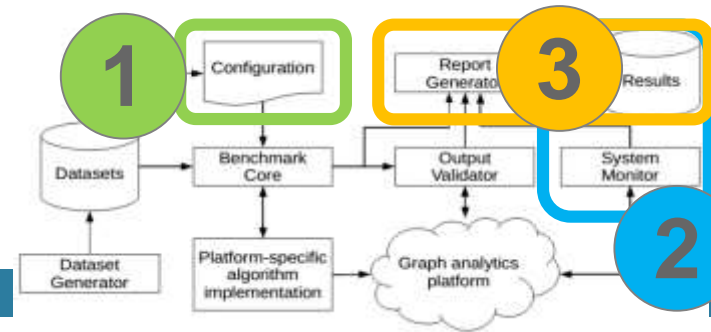 1
Configuration
Report
Generator
3
Results
Datasets
Benchmark
Core
Output
Validator
System
Monitor
2
Dataset
Generator
Platform-specific
algorithm
implementation
Graph analytics
platform